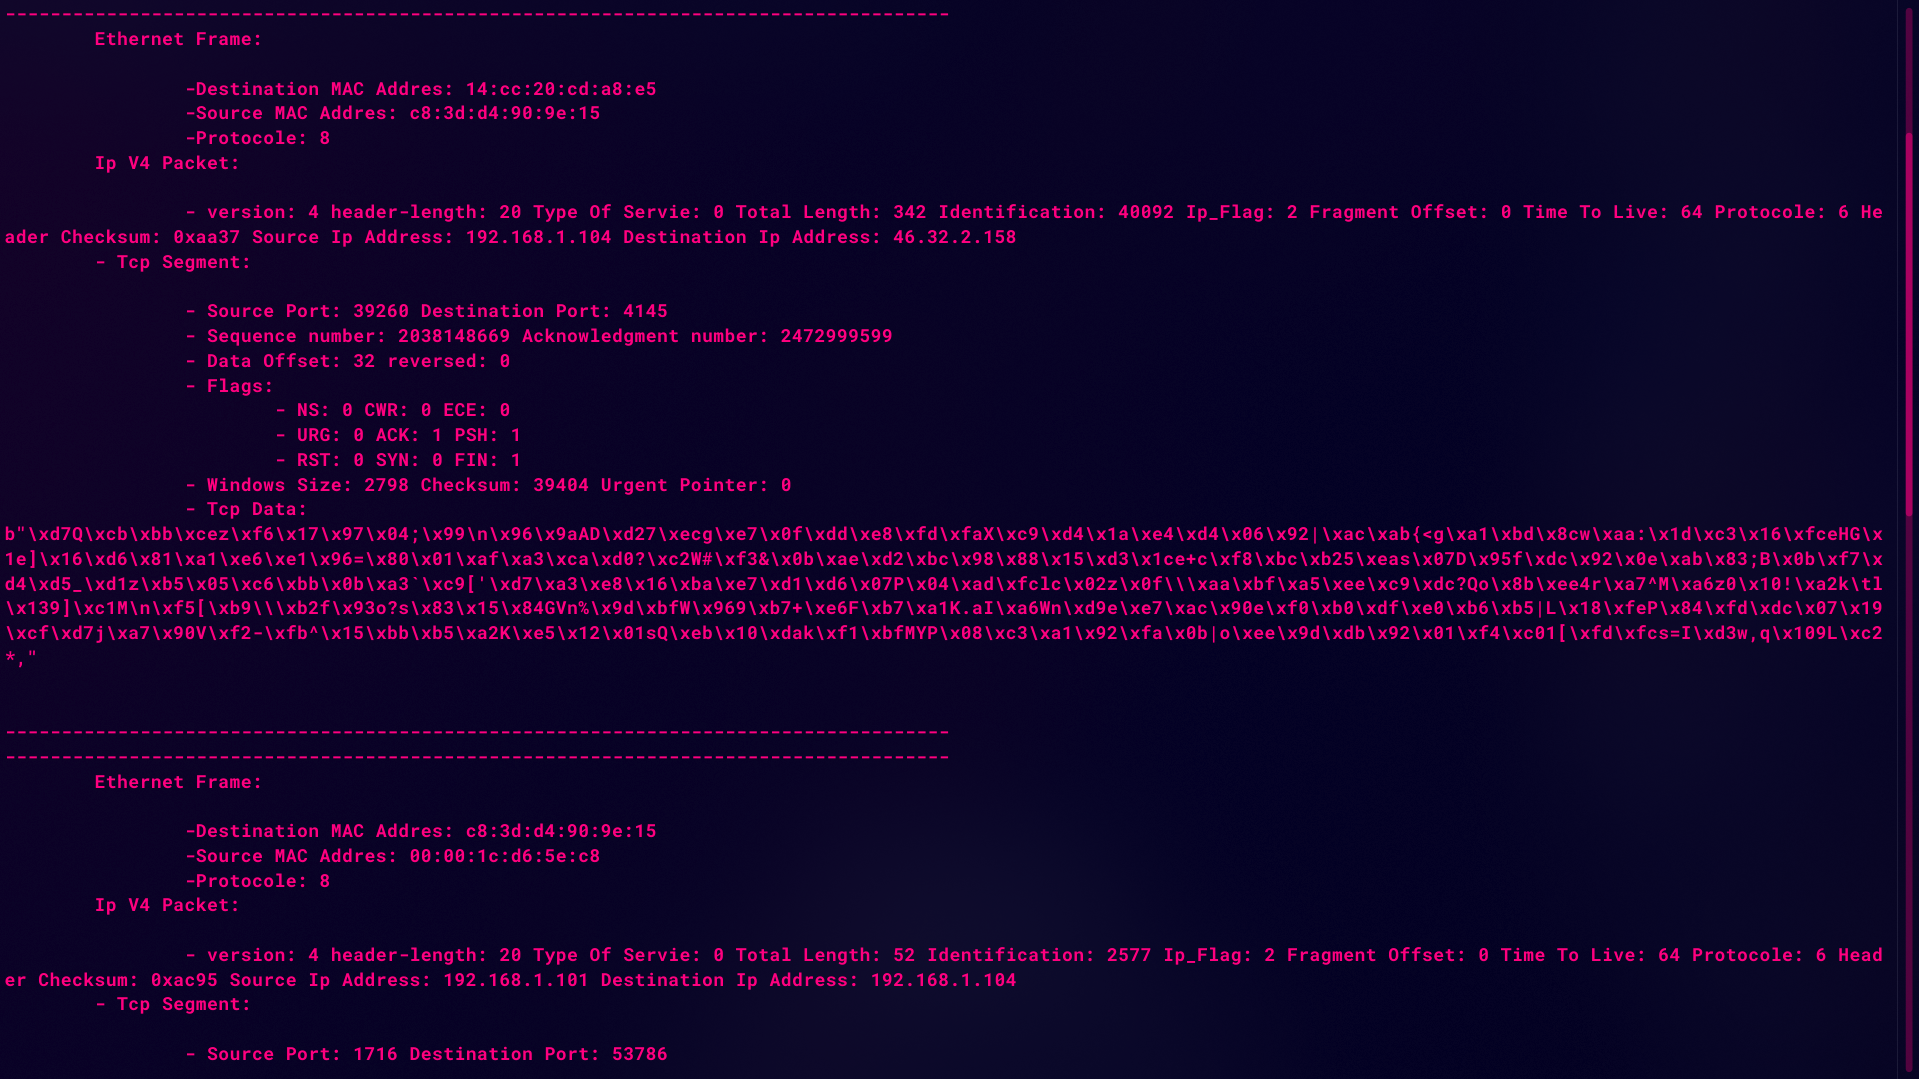 ------------------------------------------------------------------------------------
Ethernet Frame:
-Destination MAC Addres: 14:cc:20:cd:a8:e5
-Source MAC Addres: c8:3d:d4:90:9e:15
-Protocole: 8
Ip V4 Packet:
- version: 4 header-length: 20 Type Of Servie: 0 Total Length: 342 Identification: 40092 Ip_Flag: 2 Fragment Offset: 0 Time To Live: 64 Protocole: 6 He
ader Checksum: 0xaa37 Source Ip Address: 192.168.1.104 Destination Ip Address: 46.32.2.158
- Tcp Segment:
- Source Port: 39260 Destination Port: 4145
- Sequence number: 2038148669 Acknowledgment number: 2472999599
- Data Offset: 32 reversed: 0
- Flags:
- NS: 0 CWR: 0 ECE: 0
- URG: 0 ACK: 1 PSH: 1
- RST: 0 SYN: 0 FIN: 1
- Windows Size: 2798 Checksum: 39404 Urgent Pointer: 0
- Tcp Data:
b"\xd7Q\xcb\xbb\xcez\xf6\x17\x97\x04;\x99\n\x96\x9aAD\xd27\xecg\xe7\x0f\xdd\xe8\xfd\xfaX\xc9\xd4\x1a\xe4\xd4\x06\x92|\xac\xab{<g\xa1\xbd\x8cw\xaa:\x1d\xc3\x16\xfceHG\x
1e]\x16\xd6\x81\xa1\xe6\xe1\x96=\x80\x01\xaf\xa3\xca\xd0?\xc2W#\xf3&\x0b\xae\xd2\xbc\x98\x88\x15\xd3\x1ce+c\xf8\xbc\xb25\xeas\x07D\x95f\xdc\x92\x0e\xab\x83;B\x0b\xf7\x
d4\xd5_\xd1z\xb5\x05\xc6\xbb\x0b\xa3`\xc9['\xd7\xa3\xe8\x16\xba\xe7\xd1\xd6\x07P\x04\xad\xfclc\x02z\x0f\\\xaa\xbf\xa5\xee\xc9\xdc?Qo\x8b\xee4r\xa7^M\xa6z0\x10!\xa2k\tl
\x139]\xc1M\n\xf5[\xb9\\\xb2f\x93o?s\x83\x15\x84GVn%\x9d\xbfW\x969\xb7+\xe6F\xb7\xa1K.aI\xa6Wn\xd9e\xe7\xac\x90e\xf0\xb0\xdf\xe0\xb6\xb5|L\x18\xfeP\x84\xfd\xdc\x07\x19
\xcf\xd7j\xa7\x90V\xf2-\xfb^\x15\xbb\xb5\xa2K\xe5\x12\x01sQ\xeb\x10\xdak\xf1\xbfMYP\x08\xc3\xa1\x92\xfa\x0b|o\xee\x9d\xdb\x92\x01\xf4\xc01[\xfd\xfcs=I\xd3w,q\x109L\xc2
*,"
------------------------------------------------------------------------------------
------------------------------------------------------------------------------------
Ethernet Frame:
-Destination MAC Addres: c8:3d:d4:90:9e:15
-Source MAC Addres: 00:00:1c:d6:5e:c8
-Protocole: 8
Ip V4 Packet:
- version: 4 header-length: 20 Type Of Servie: 0 Total Length: 52 Identification: 2577 Ip_Flag: 2 Fragment Offset: 0 Time To Live: 64 Protocole: 6 Head
er Checksum: 0xac95 Source Ip Address: 192.168.1.101 Destination Ip Address: 192.168.1.104
- Tcp Segment:
- Source Port: 1716 Destination Port: 53786